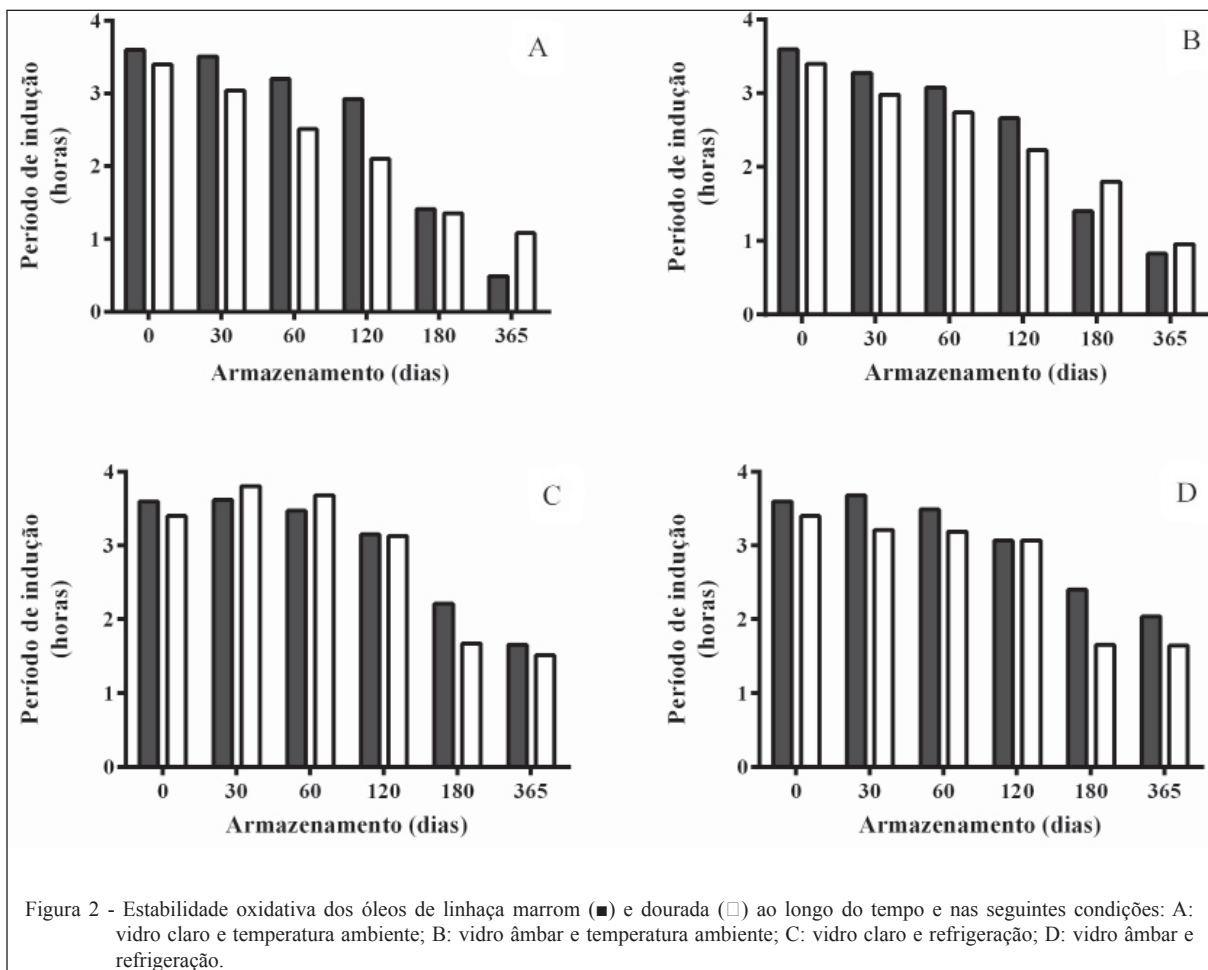 A
Período de indução
(horas)
4
3
2
1
0
0 30 60 120 180 365
Armazenamento (dias)
B
Período de indução
(horas)
4
3
2
1
0
0 30 60 120 180 365
Armazenamento (dias)
C
Período de indução
(horas)
4
3
2
1
0
0 30 60 120 180 365
Armazenamento (dias)
D
Período de indução
(horas)
4
3
2
1
0
0 30 60 120 180 365
Armazenamento (dias)
Figura 2 - Estabilidade oxidativa dos óleos de linhaça marrom (■) e dourada (□) ao longo do tempo e nas seguintes condições: A:
vidro claro e temperatura ambiente; B: vidro âmbar e temperatura ambiente; C: vidro claro e refrigeração; D: vidro âmbar e
refrigeração.